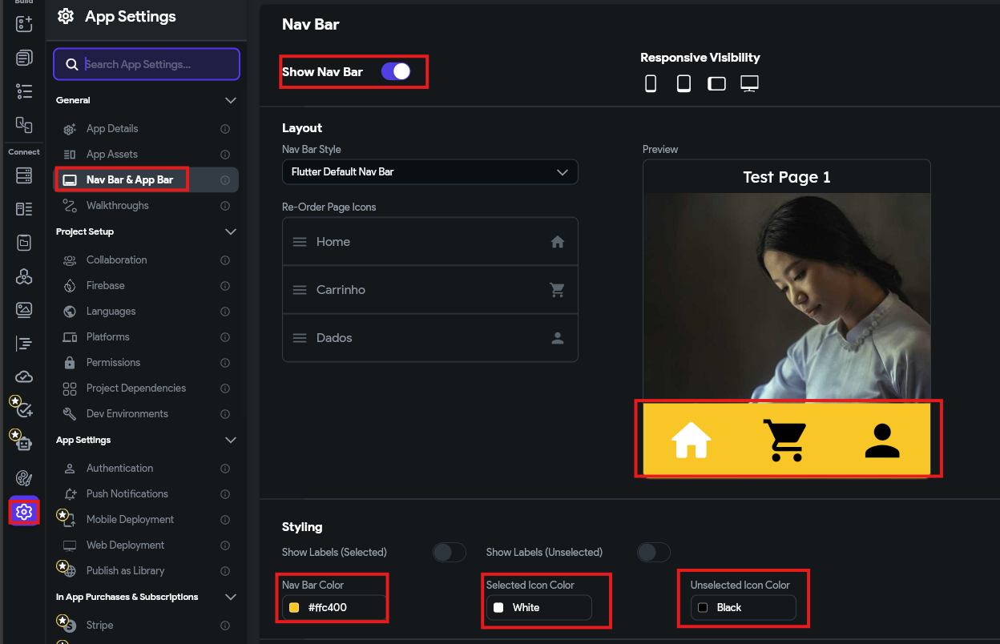 Build
Connect
App Settings
Search App Settings...
General
App Details
App Assets
Nav Bar & App Bar
Walkthroughs
Project Setup
Collaboration
Firebase
Languages
Platforms
Permissions
Project Dependencies
Dev Environments
App Settings
Authentication
Push Notifications
Mobile Deployment
Web Deployment
Publish as Library
In App Purchases & Subscriptions
Stripe
Nav Bar
Show Nav Bar
Responsive Visibility
Layout
Nav Bar Style
Flutter Default Nav Bar
Re-Order Page Icons
Home
Carrinho
Dados
Preview
Test Page 1
Styling
Show Labels (Selected)
Show Labels (Unselected)
Nav Bar Color
#ffc400
Selected Icon Color
White
Unselected Icon Color
Black